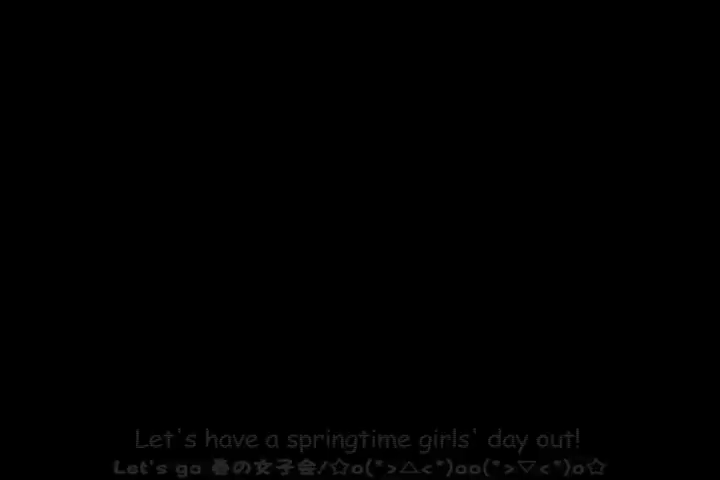 Let's have a springtime girls' day out!
Let's go 春の女子会/☆o(*>△<*)oo(*>▽<*)o☆